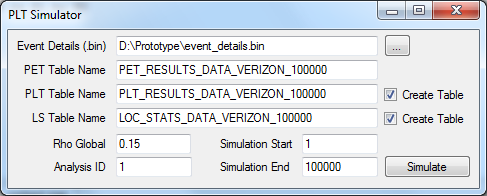 PLT Simulator
Event Details (.bin) D:\Prototype\event_details.bin ...
PET Table Name PET_RESULTS_DATA_VERIZON_100000
PLT Table Name PLT_RESULTS_DATA_VERIZON_100000 Create Table
LS Table Name LOC_STATS_DATA_VERIZON_100000 Create Table
Rho Global 0.15 Simulation Start 1
Analysis ID 1 Simulation End 100000 Simulate